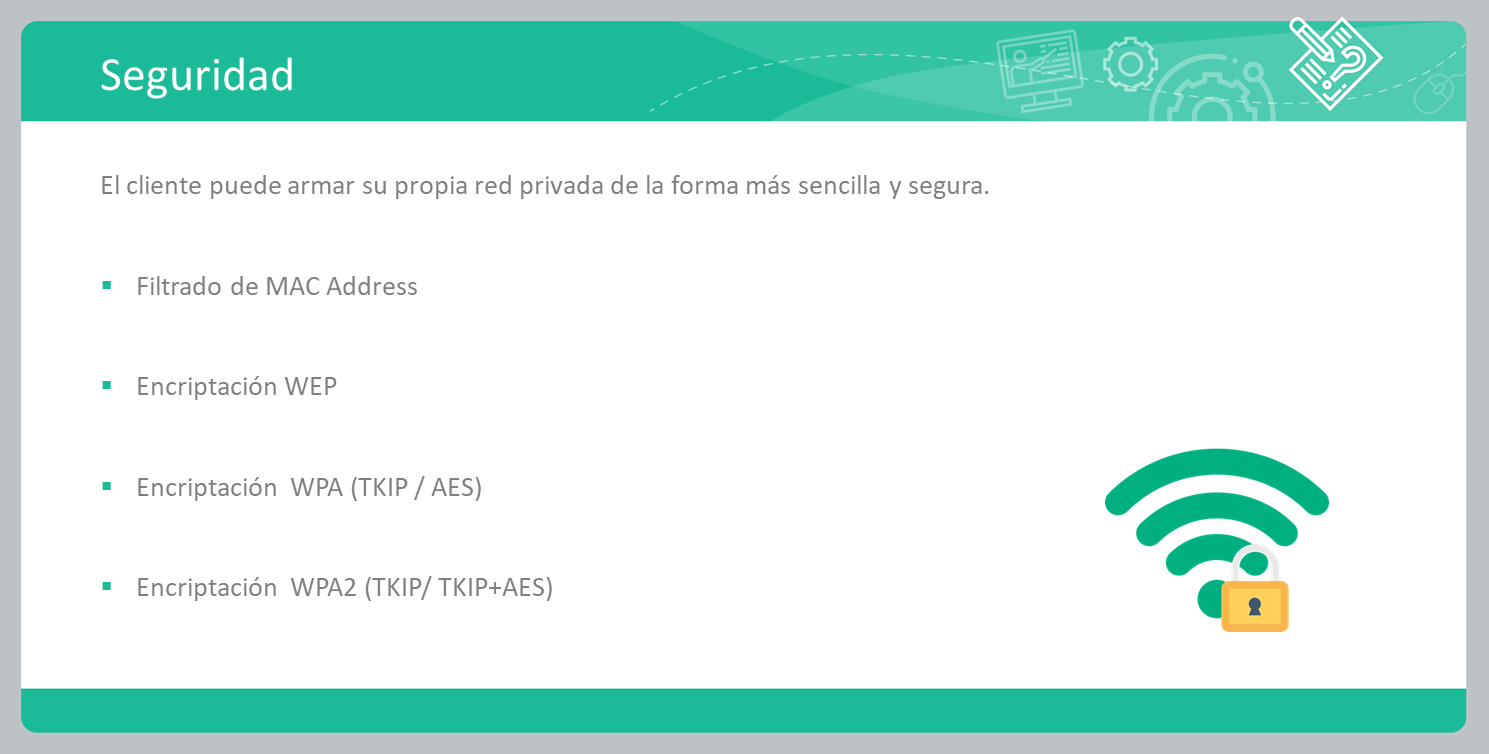 Seguridad
El cliente puede armar su propia red privada de la forma más sencilla y segura.
▪ Filtrado de MAC Address
▪ Encriptación WEP
▪ Encriptación WPA (TKIP / AES)
▪ Encriptación WPA2 (TKIP/ TKIP+AES)